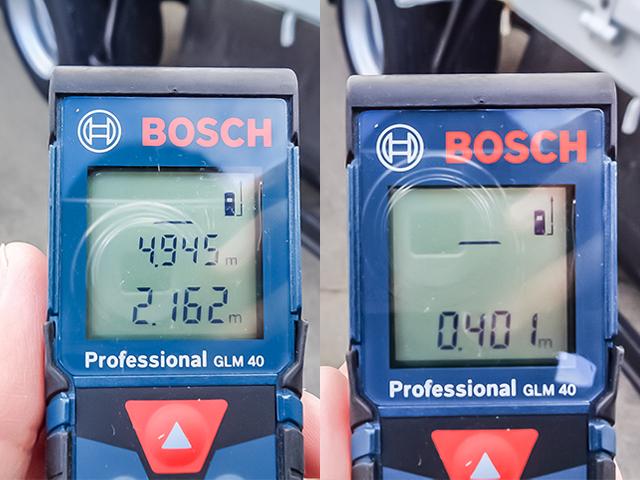 BOSCH
4.945 m
2.162 m
Professional GLM 40
BOSCH
0.401 m
Professional GLM 40